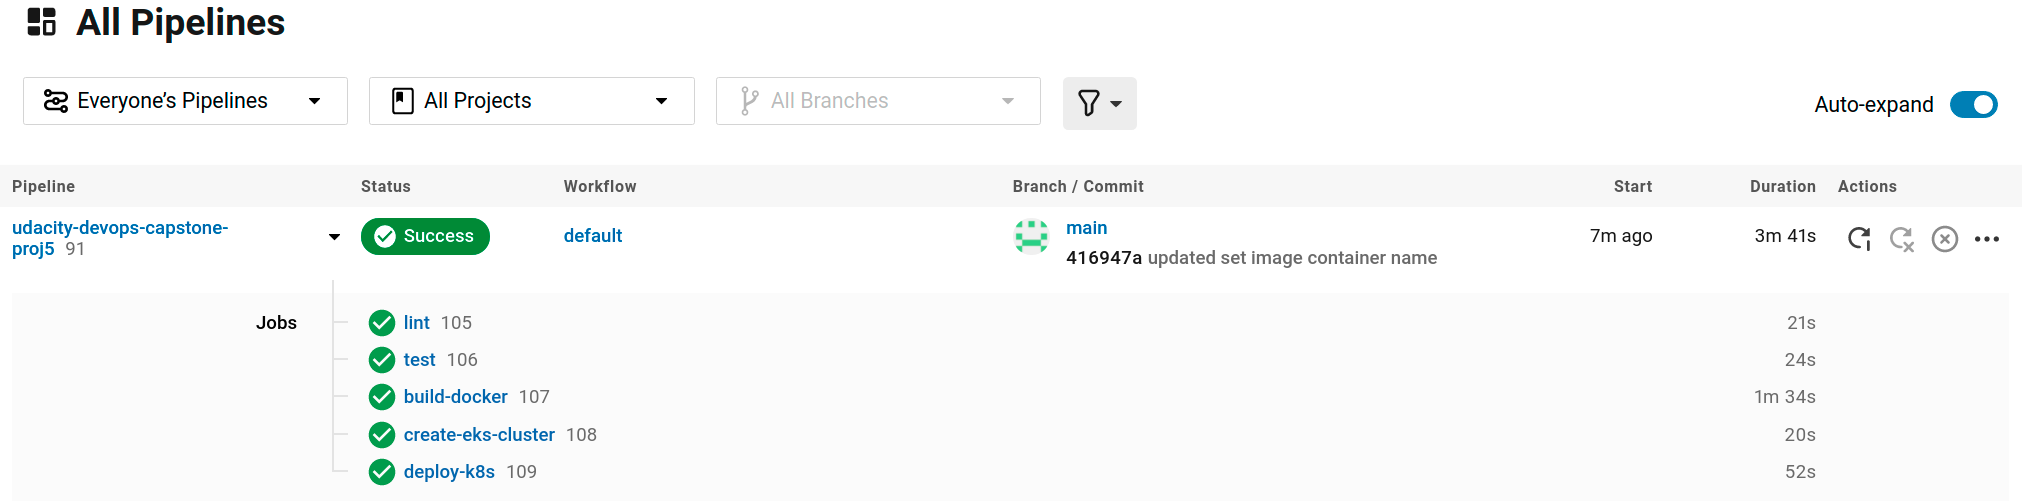 All Pipelines
Everyone’s Pipelines All Projects All Branches Auto-expand
Pipeline Status Workflow Branch / Commit Start Duration Actions
udacity-devops-capstone-
proj5 91 Success default main 7m ago 3m 41s
416947a updated set image container name
Jobs lint 105 21s
test 106 24s
build-docker 107 1m 34s
create-eks-cluster 108 20s
deploy-k8s 109 52s